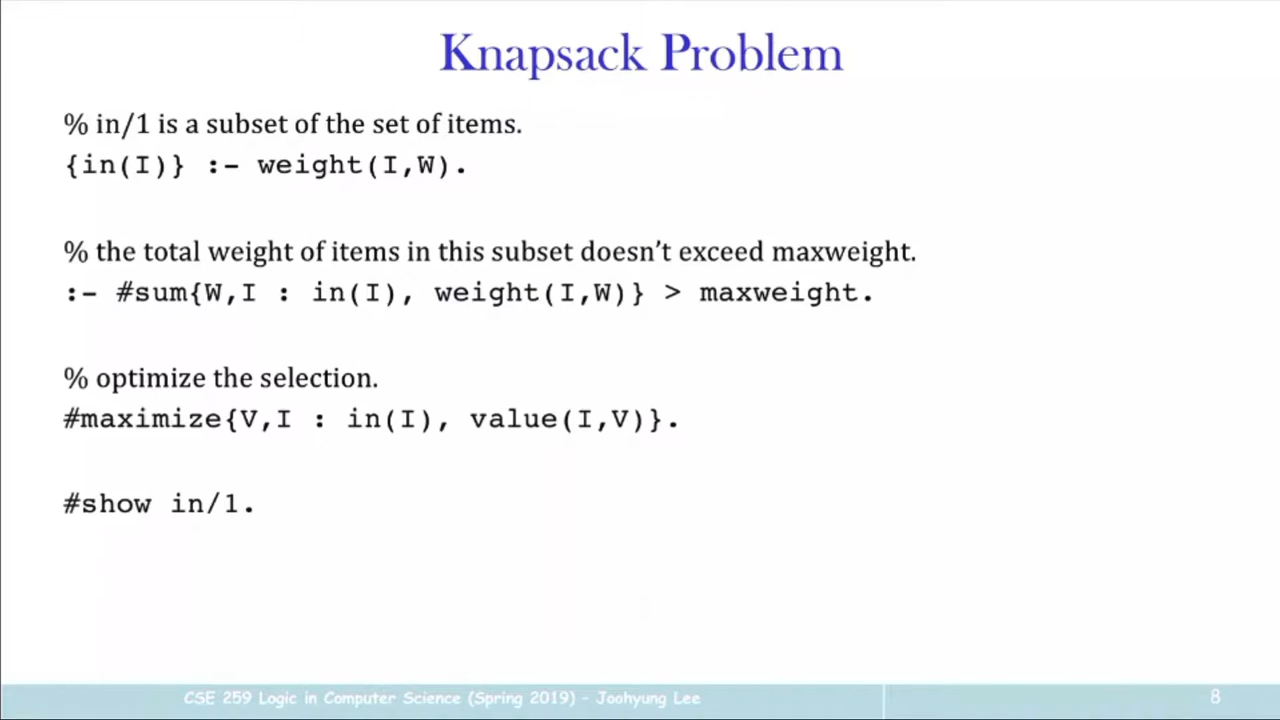 Knapsack Problem
% in/1 is a subset of the set of items.
{in(I)} :- weight(I,W).
% the total weight of items in this subset doesn’t exceed maxweight.
:- #sum{W,I : in(I), weight(I,W)} > maxweight.
% optimize the selection.
#maximize{V,I : in(I), value(I,V)}.
#show in/1.
CSE 259 Logic in Computer Science (Spring 2019) – Joohyung Lee
8